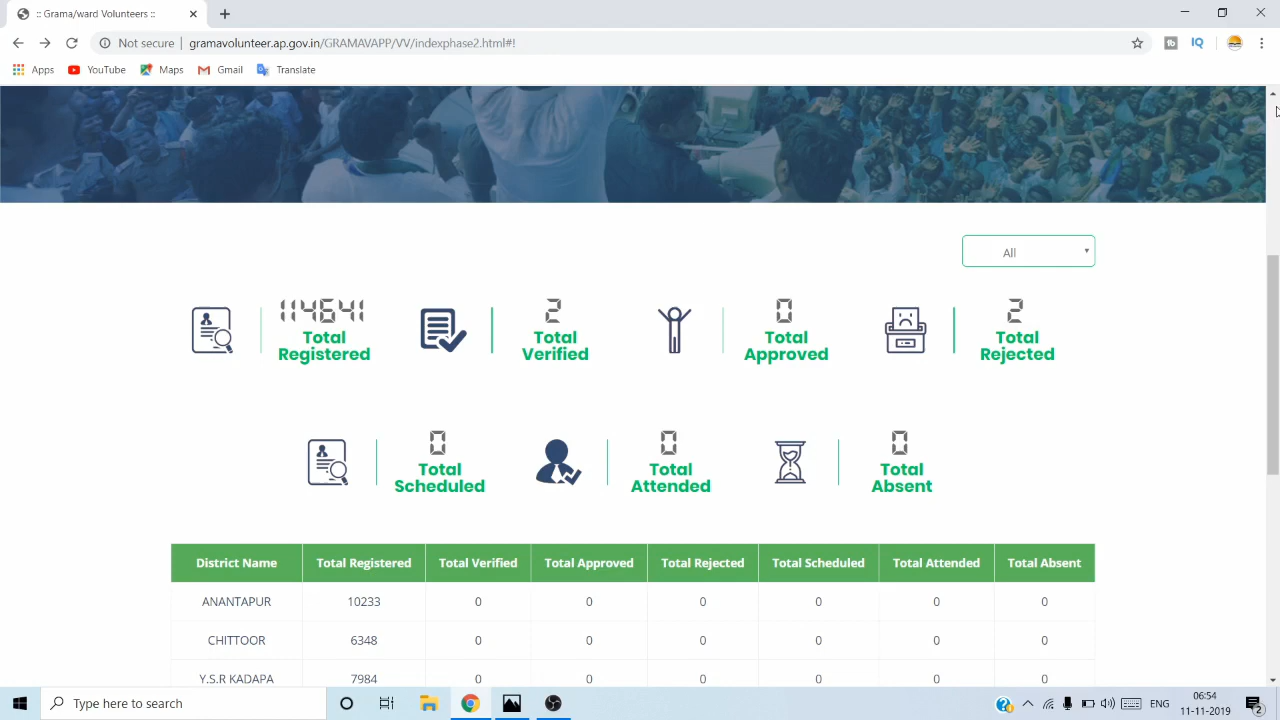 :: Grama/ward Volunteers ::
Not secure
gramavolunteer.ap.gov.in/GRAMAVAPP/VV/indexphase2.html#!
Apps YouTube Maps Gmail Translate
All
114641 2 0 2
Total Registered Total Verified Total Approved Total Rejected
0 0 0
Total Scheduled Total Attended Total Absent
District Name Total Registered Total Verified Total Approved Total Rejected Total Scheduled Total Attended Total Absent
ANANTAPUR 10233 0 0 0 0 0 0
CHITTOOR 6348 0 0 0 0 0 0
Y.S.R KADAPA 7984 0 0 0 0 0 0
Type here to search
ENG
06:54
11-11-2019
2